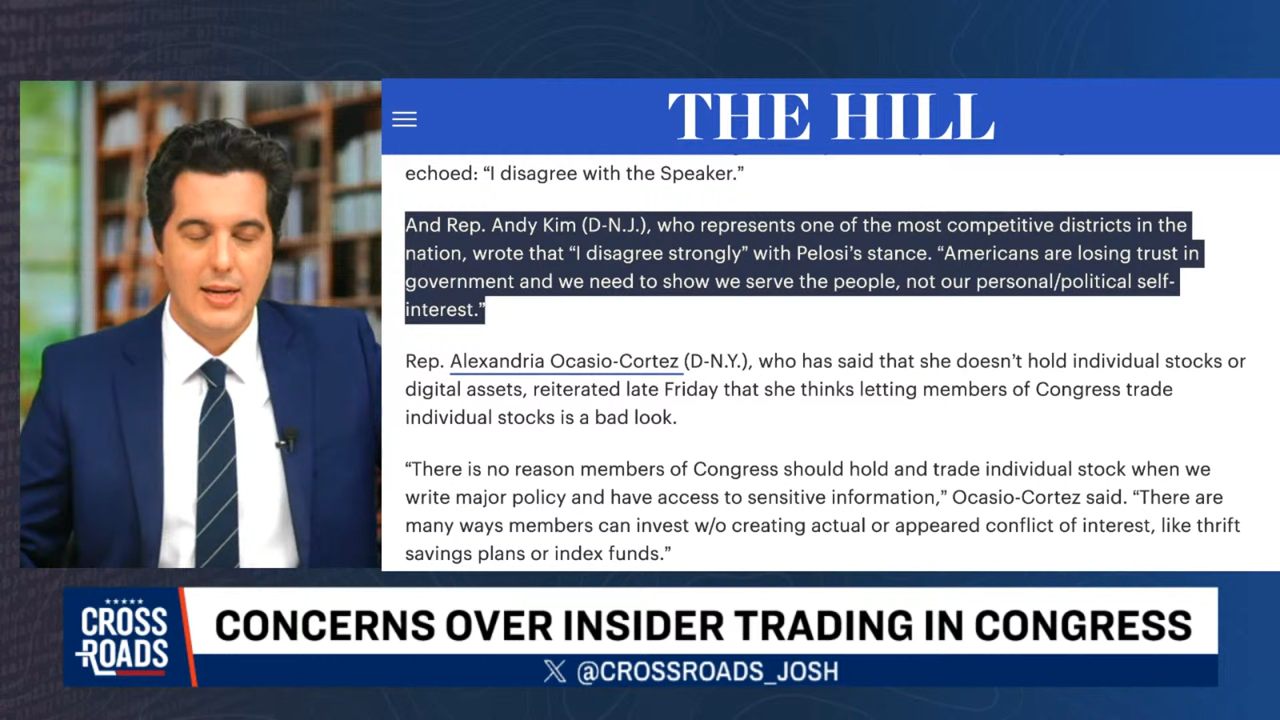 THE HILL
echoed: “I disagree with the Speaker.”
And Rep. Andy Kim (D-N.J.), who represents one of the most competitive districts in the
nation, wrote that “I disagree strongly” with Pelosi’s stance. “Americans are losing trust in
government and we need to show we serve the people, not our personal/political self-
interest.”
Rep. Alexandria Ocasio-Cortez (D-N.Y.), who has said that she doesn’t hold individual stocks or
digital assets, reiterated late Friday that she thinks letting members of Congress trade
individual stocks is a bad look.
“There is no reason members of Congress should hold and trade individual stock when we
write major policy and have access to sensitive information,” Ocasio-Cortez said. “There are
many ways members can invest w/o creating actual or appeared conflict of interest, like thrift
savings plans or index funds.”
CROSS
ROADS
CONCERNS OVER INSIDER TRADING IN CONGRESS
X @CROSSROADS_JOSH